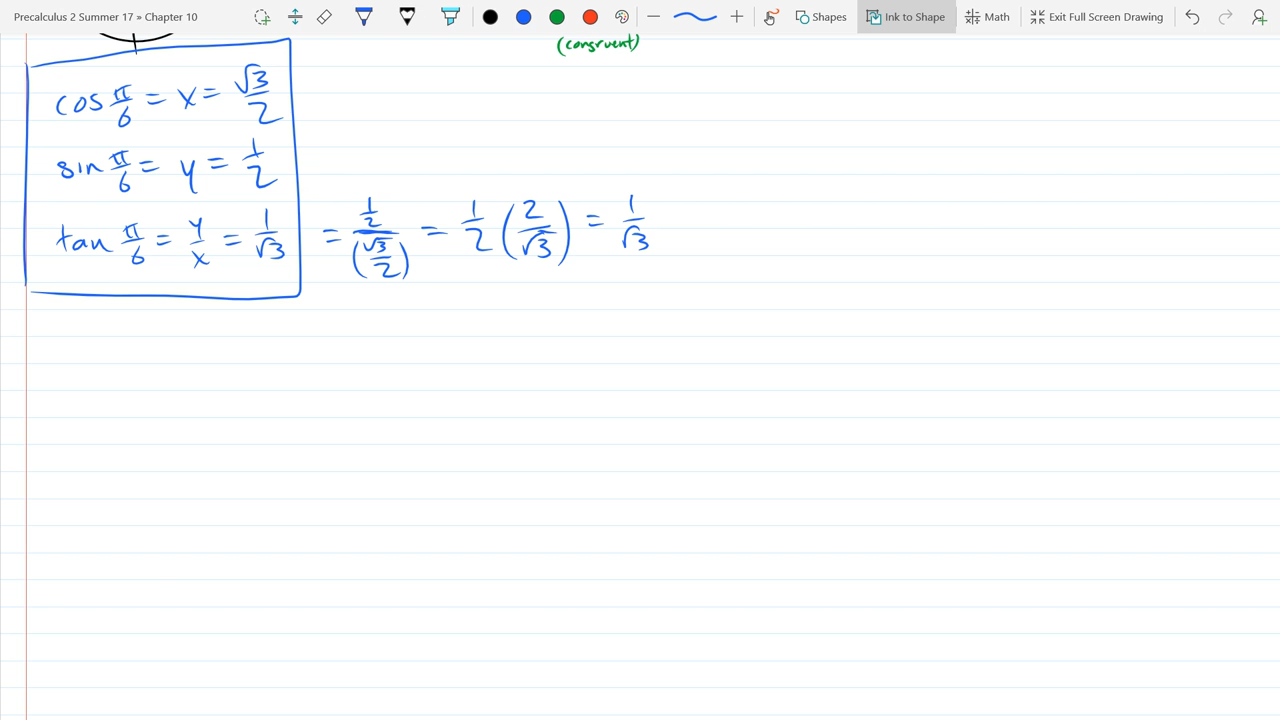 Precalculus 2 Summer 17 » Chapter 10 Shapes Ink to Shape Math Exit Full Screen Drawing
(congruent)
cos π/6 = x = √3/2
sin π/6 = y = 1/2
tan π/6 = y/x = 1/√3 = (1/2)/(√3/2) = 1/2 (2/√3) = 1/√3